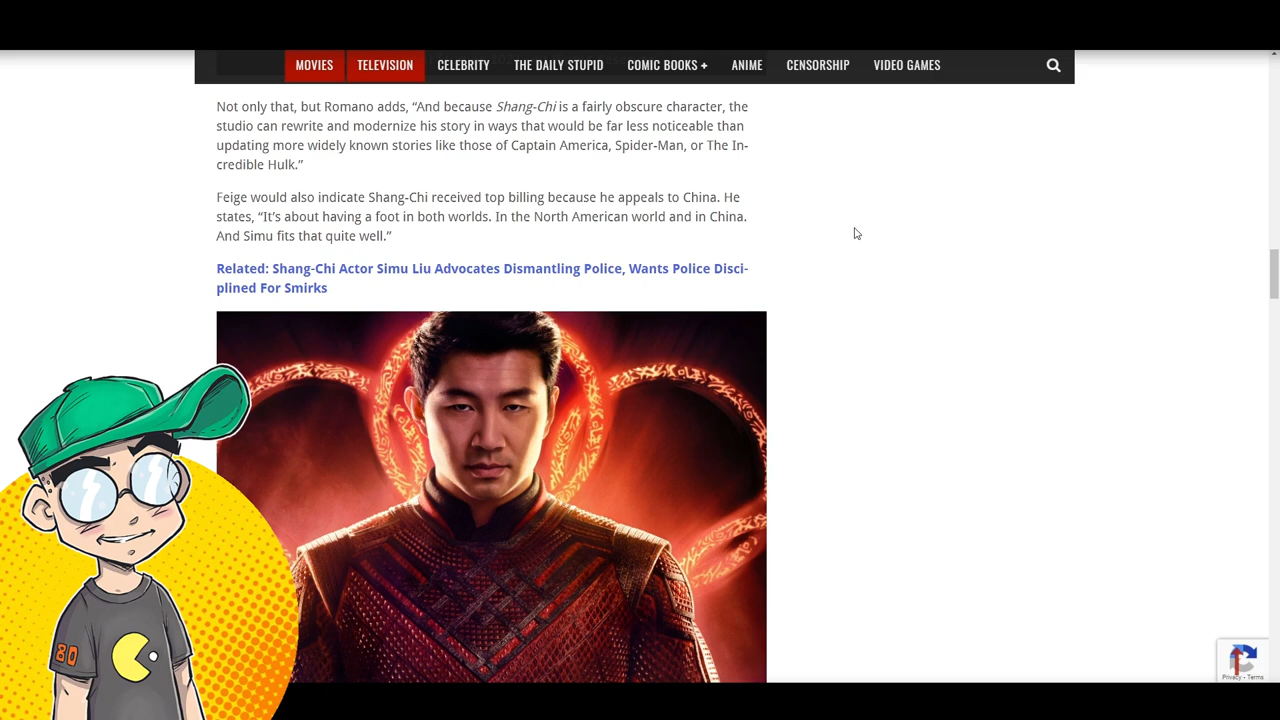 MOVIES TELEVISION CELEBRITY THE DAILY STUPID COMIC BOOKS + ANIME CENSORSHIP VIDEO GAMES
Not only that, but Romano adds, “And because Shang-Chi is a fairly obscure character, the
studio can rewrite and modernize his story in ways that would be far less noticeable than
updating more widely known stories like those of Captain America, Spider-Man, or The In-
credible Hulk.”
Feige would also indicate Shang-Chi received top billing because he appeals to China. He
states, “It’s about having a foot in both worlds. In the North American world and in China.
And Simu fits that quite well.”
Related: Shang-Chi Actor Simu Liu Advocates Dismantling Police, Wants Police Disci-
plined For Smirks
80
Privacy - Terms